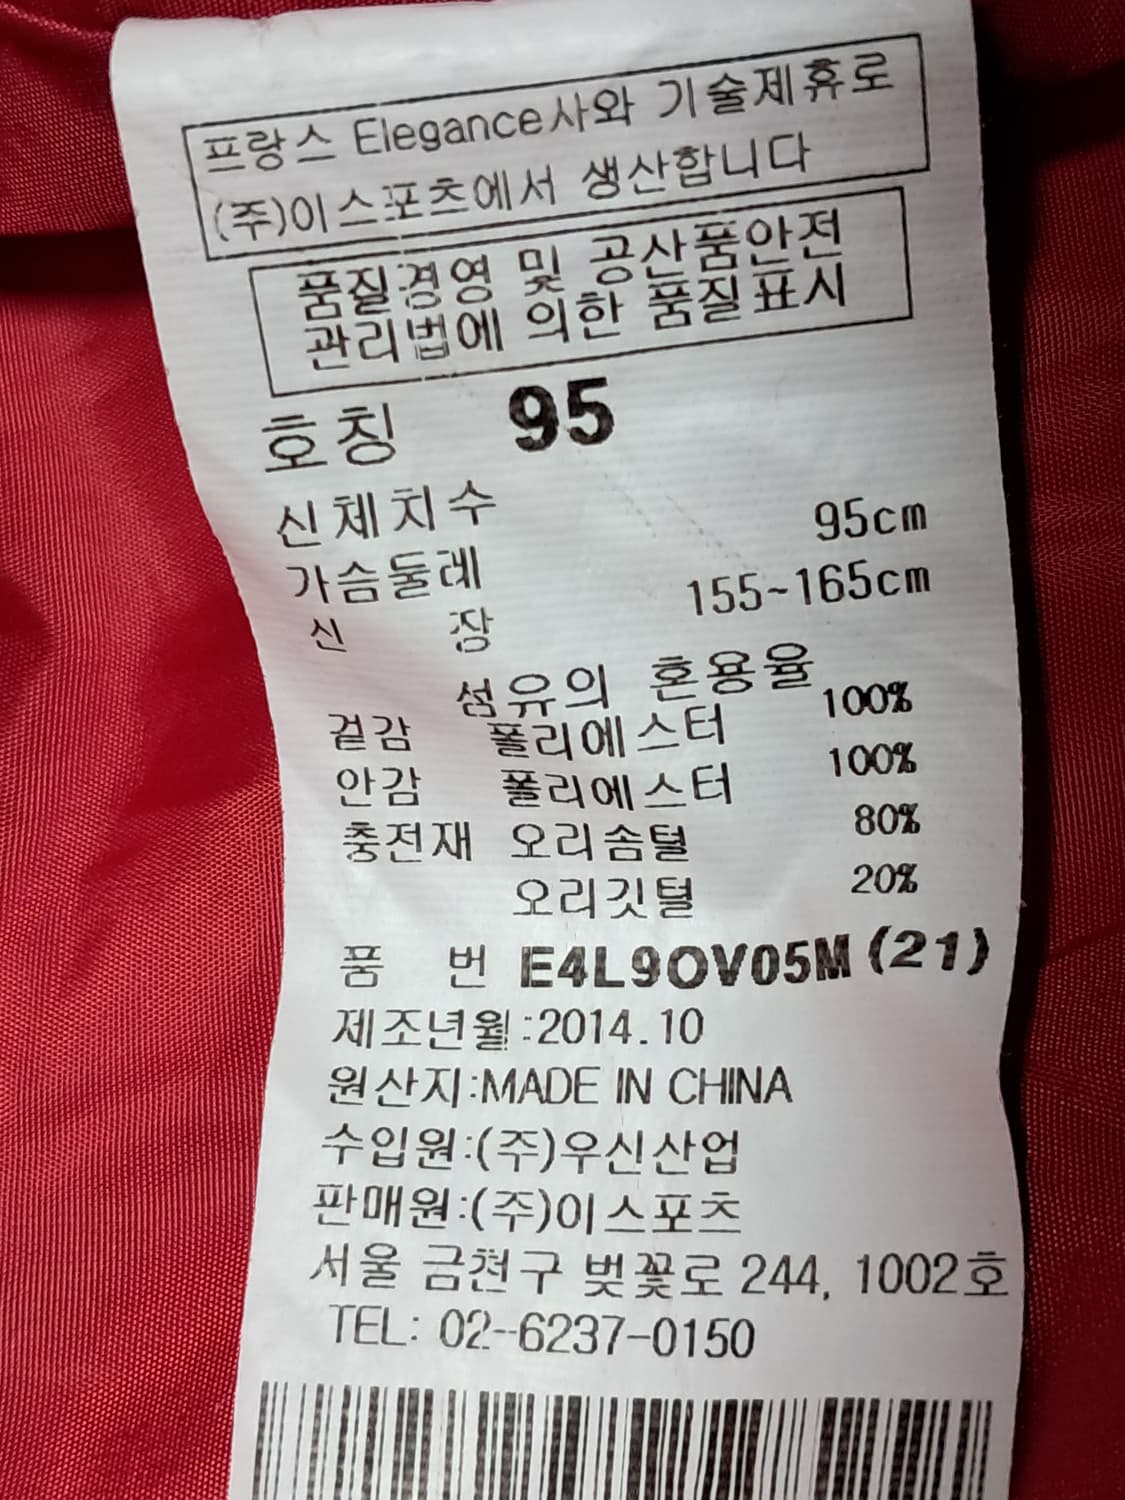 프랑스 Elegance사와 기술제휴로
(주)이스포츠에서 생산합니다
품질경영 및 공산품안전
관리법에 의한 품질표시
호칭 95
신체치수
가슴둘레 95cm
신 장 155~165cm
섬유의 혼용율
겉감 폴리에스터 100%
안감 폴리에스터 100%
충전재 오리솜털 80%
오리깃털 20%
품 번 E4L9OV05M (21)
제조년월:2014.10
원산지:MADE IN CHINA
수입원:(주)우신산업
판매원:(주)이스포츠
서울 금천구 벚꽃로 244, 1002호
TEL: 02-6237-0150